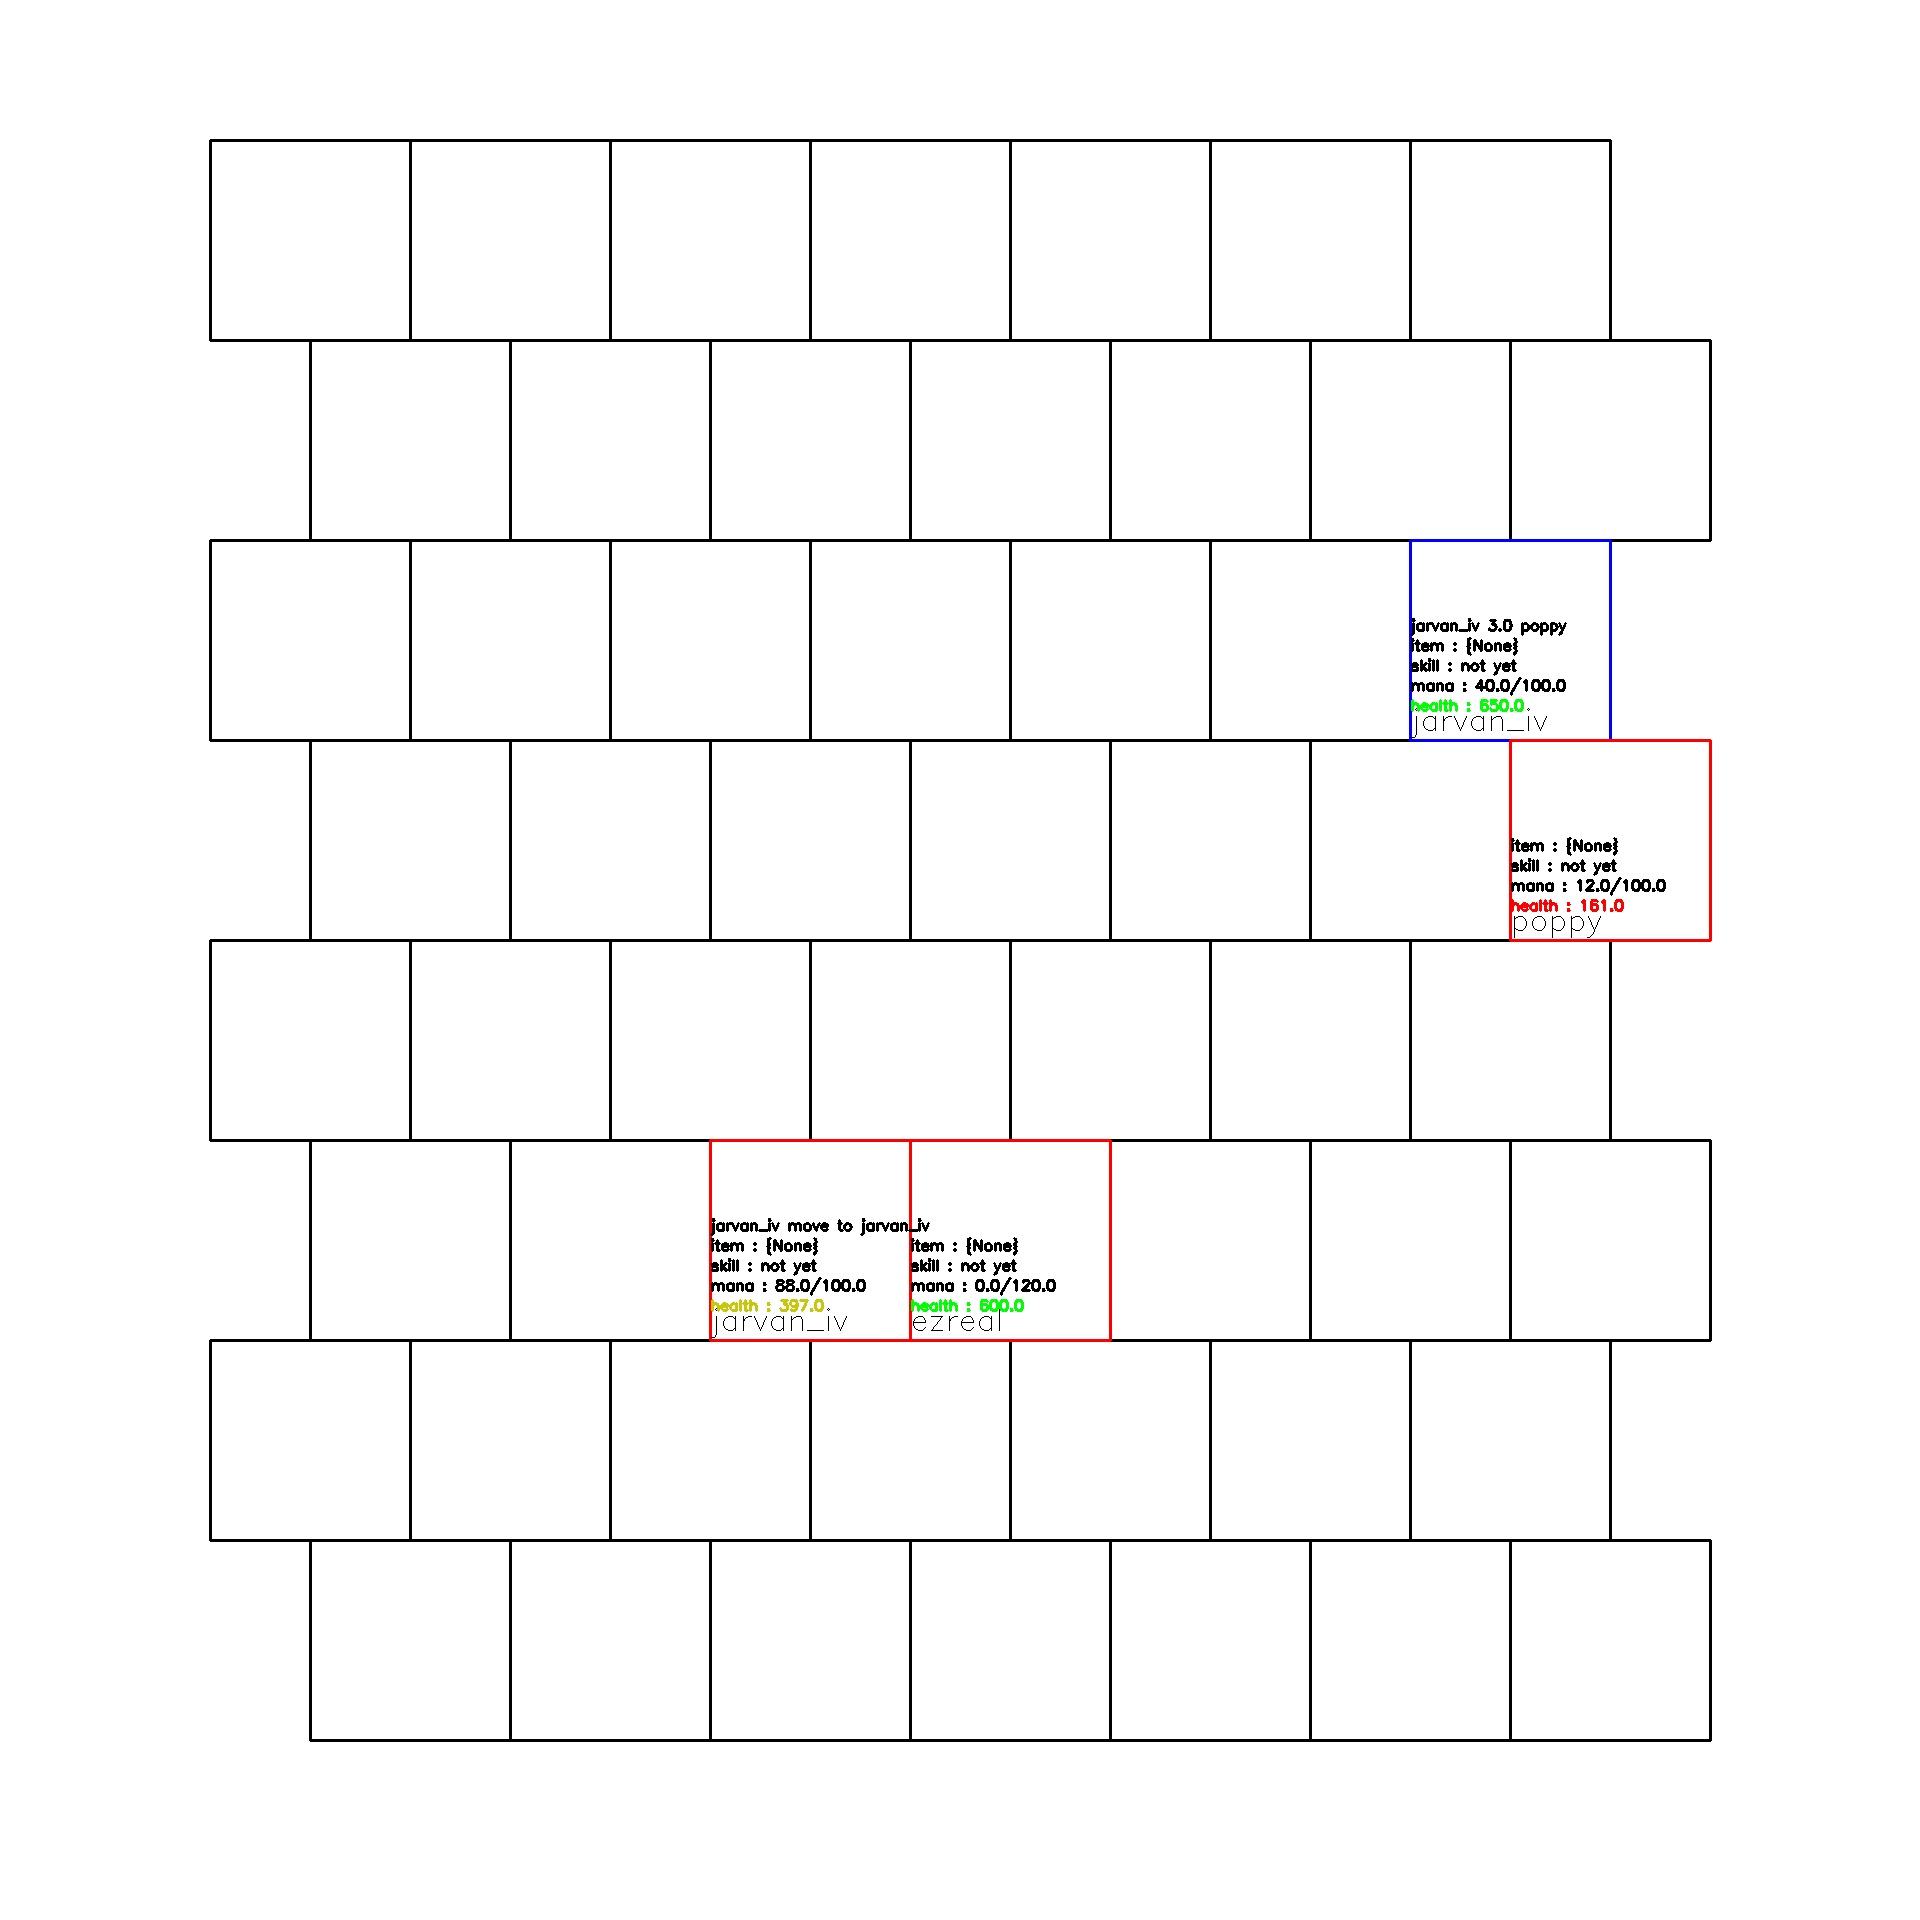 jarvan_iv 3.0 poppy
item : {None}
skill : not yet
mana : 40.0/100.0
health : 650.0
jarvan_iv
item : {None}
skill : not yet
mana : 12.0/100.0
health : 161.0
poppy
jarvan_iv move to jarvan_iv
item : {None}
skill : not yet
mana : 88.0/100.0
health : 397.0
jarvan_iv
item : {None}
skill : not yet
mana : 0.0/120.0
health : 600.0
ezreal